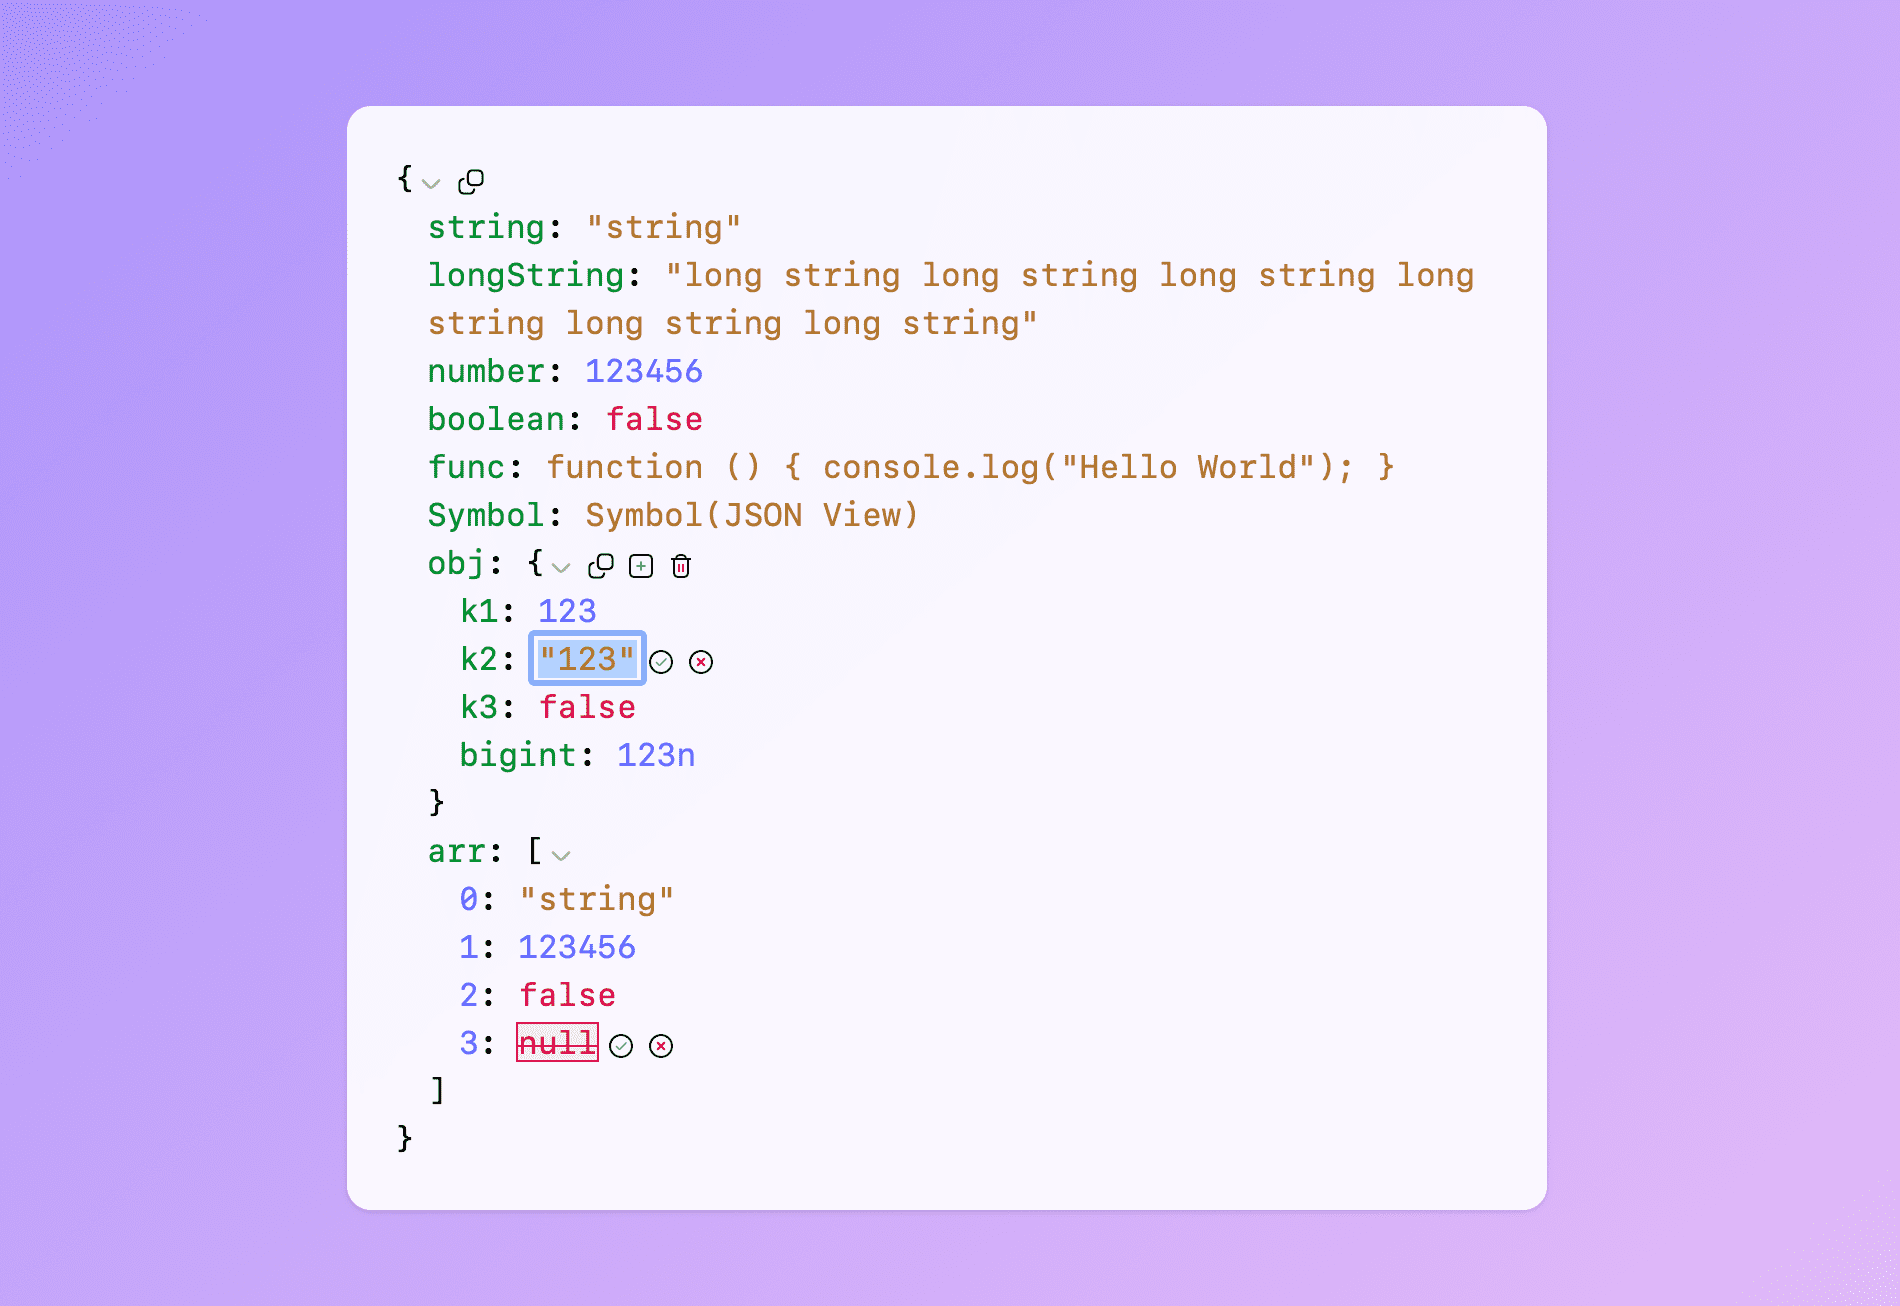 {
string: "string"
longString: "long string long string long string long
string long string long string"
number: 123456
boolean: false
func: function () { console.log("Hello World"); }
Symbol: Symbol(JSON View)
obj: {
k1: 123
k2: "123"
k3: false
bigint: 123n
}
arr: [
0: "string"
1: 123456
2: false
3: null
]
}